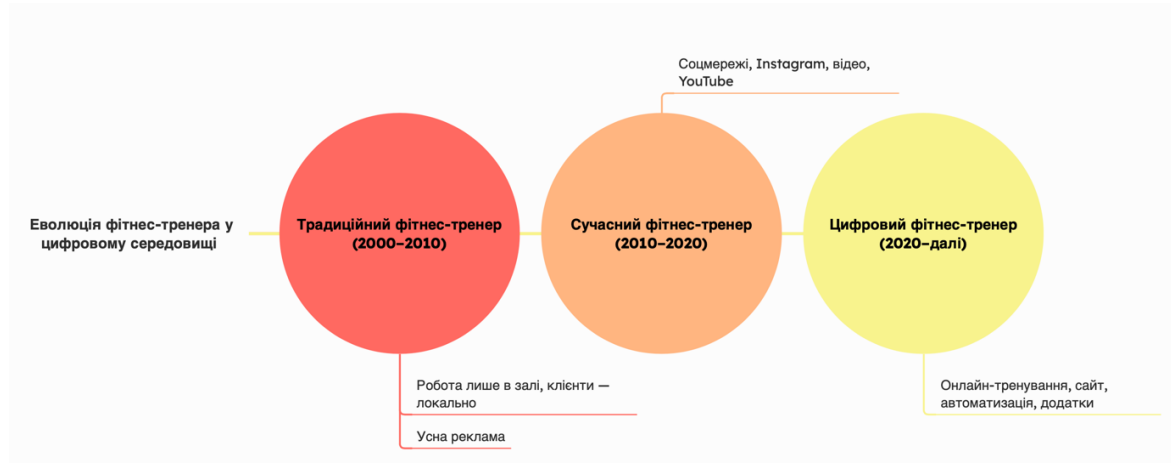 Еволюція фітнес-тренера у
цифровому середовищі
Традиційний фітнес-тренер
(2000–2010)
Робота лише в залі, клієнти —
локально
Усна реклама
Соцмережі, Instagram, відео,
YouTube
Сучасний фітнес-тренер
(2010–2020)
Цифровий фітнес-тренер
(2020–далі)
Онлайн-тренування, сайт,
автоматизація, додатки